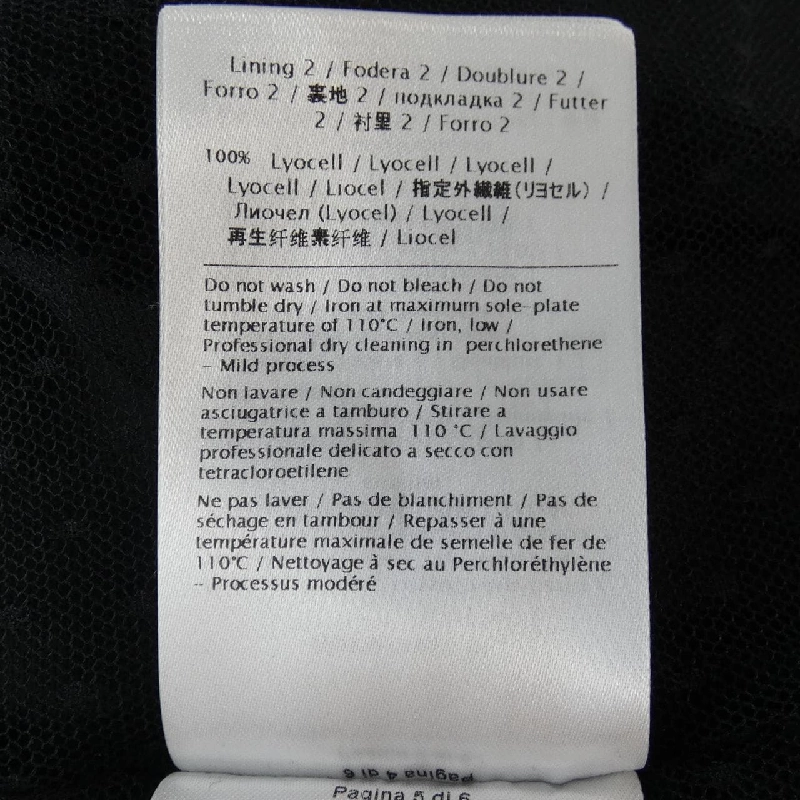 Lining 2 / Fodera 2 / Doublure 2 /
Forro 2 / 裏地 2 / подкладка 2 / Futter
2 / 衬里 2 / Forro 2
100% Lyocell / Lyocell / Lyocell /
Lyocell / Liocel / 指定外繊維(リヨセル) /
Лиочел (Lyocel) / Lyocell /
再生纤维素纤维 / Liocel
Do not wash / Do not bleach / Do not
tumble dry / Iron at maximum sole-plate
temperature of 110°C / Iron, low /
Professional dry cleaning in perchlorethene
– Mild process
Non lavare / Non candeggiare / Non usare
asciugatrice a tamburo / Stirare a
temperatura massima 110 °C / Lavaggio
professionale delicato a secco con
tetracloroetilene
Ne pas laver / Pas de blanchiment / Pas de
séchage en tambour / Repasser à une
température maximale de semelle de fer de
110°C / Nettoyage à sec au Perchloréthylène
-- Processus modéré
Pagina 4 di 6
Pagina 5 di 6